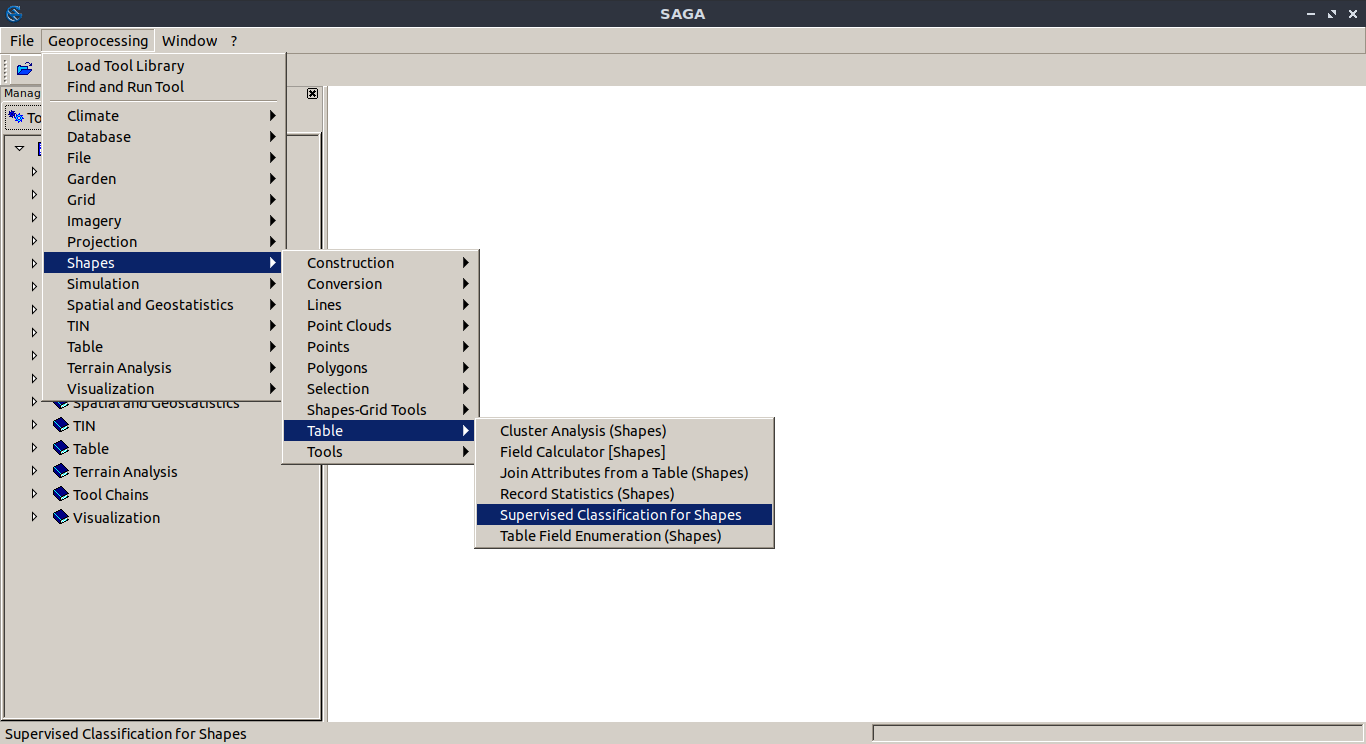 SAGA
File Geoprocessing Window ?
Load Tool Library
Find and Run Tool
Manag
To
Climate
Database
File
Garden
Grid
Imagery
Projection
Shapes
Simulation
Spatial and Geostatistics
TIN
Table
Terrain Analysis
Visualization
Construction
Conversion
Lines
Point Clouds
Points
Polygons
Selection
Shapes-Grid Tools
Table
Tools
Cluster Analysis (Shapes)
Field Calculator [Shapes]
Join Attributes from a Table (Shapes)
Record Statistics (Shapes)
Supervised Classification for Shapes
Table Field Enumeration (Shapes)
Spatial and Geostatistics
TIN
Table
Terrain Analysis
Tool Chains
Visualization
Supervised Classification for Shapes